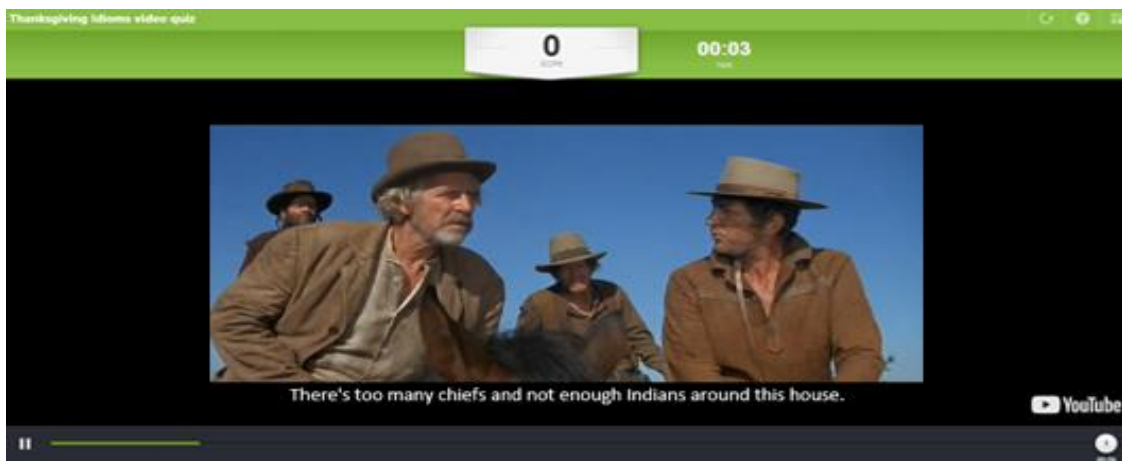 Thanksgiving Idioms video quiz
0
00:03
There's too many chiefs and not enough Indians around this house.
YouTube